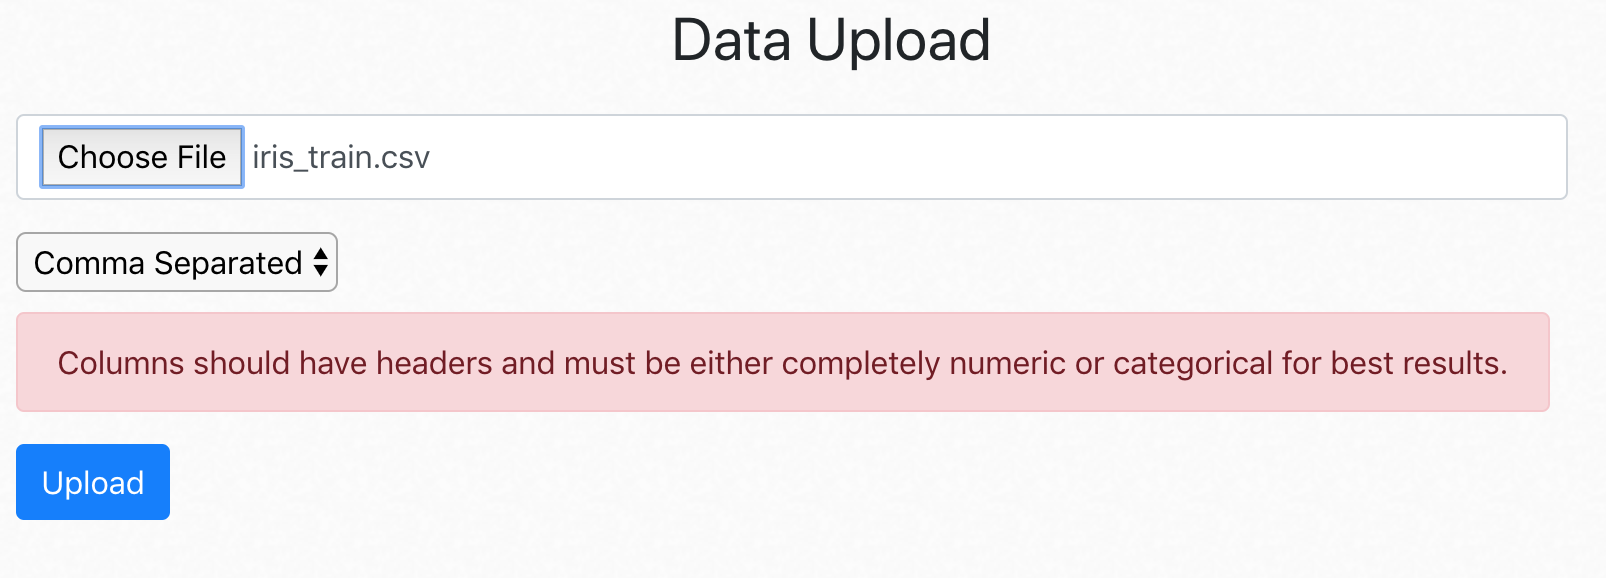 Data Upload
Choose File iris_train.csv
Comma Separated
Columns should have headers and must be either completely numeric or categorical for best results.
Upload